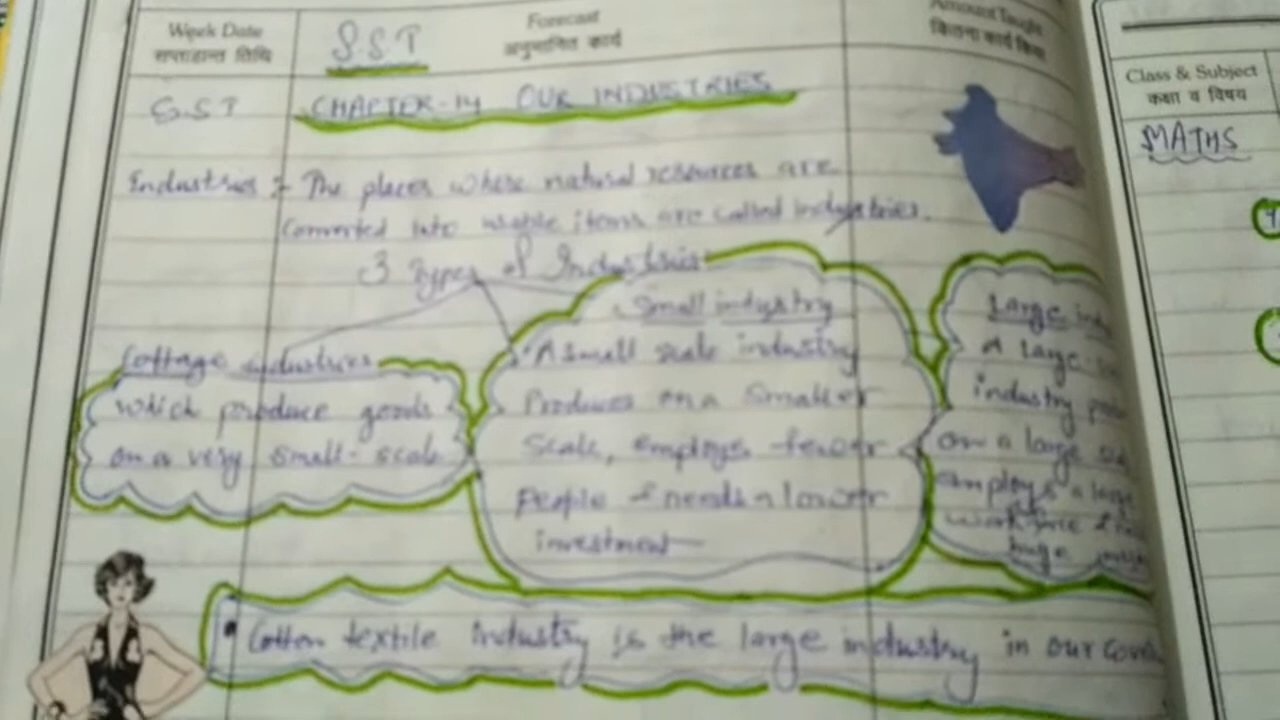 Week Date
सप्ताहान्त तिथि
S.S.T
Forecast
अनुमानित कार्य
Amount Taught
कितना कार्य किया
S.ST CHAPTER-14 OUR INDUSTRIES
Industries :- The places where natural resources are
converted into usable items are called industries.
3 Types of Industries
Cottage industries
which produce goods
on a very small-scale
Small industry
A small scale industry
Produces on a smaller
scale, employs fewer
people & needs a lower
investment
Large
A large
industry
on a large
employs a large
workforce &
huge
• Cotton textile industry is the large industry in our
Class & Subject
कक्षा व विषय
MATHS